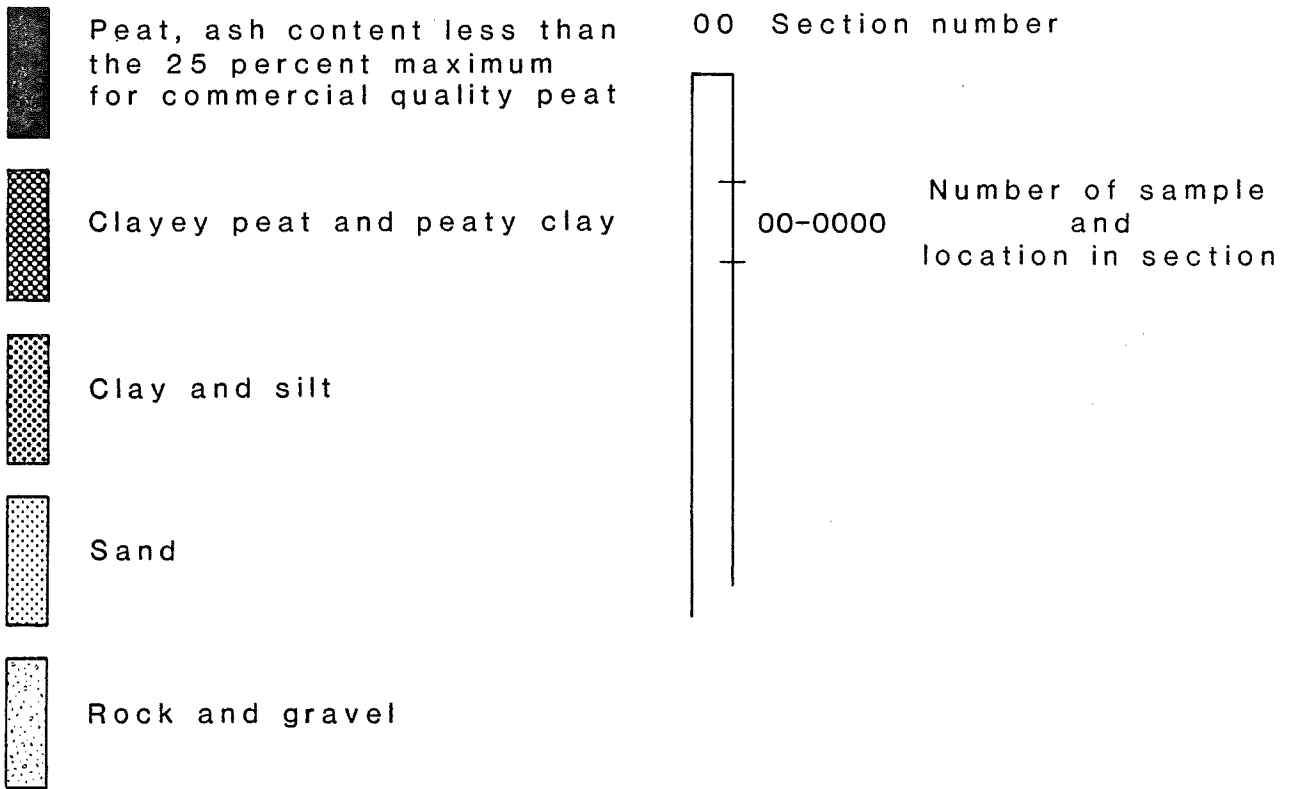 Peat, ash content less than
the 25 percent maximum
for commercial quality peat
Clayey peat and peaty clay
Clay and silt
Sand
Rock and gravel
00 Section number
00-0000
Number of sample
and
location in section